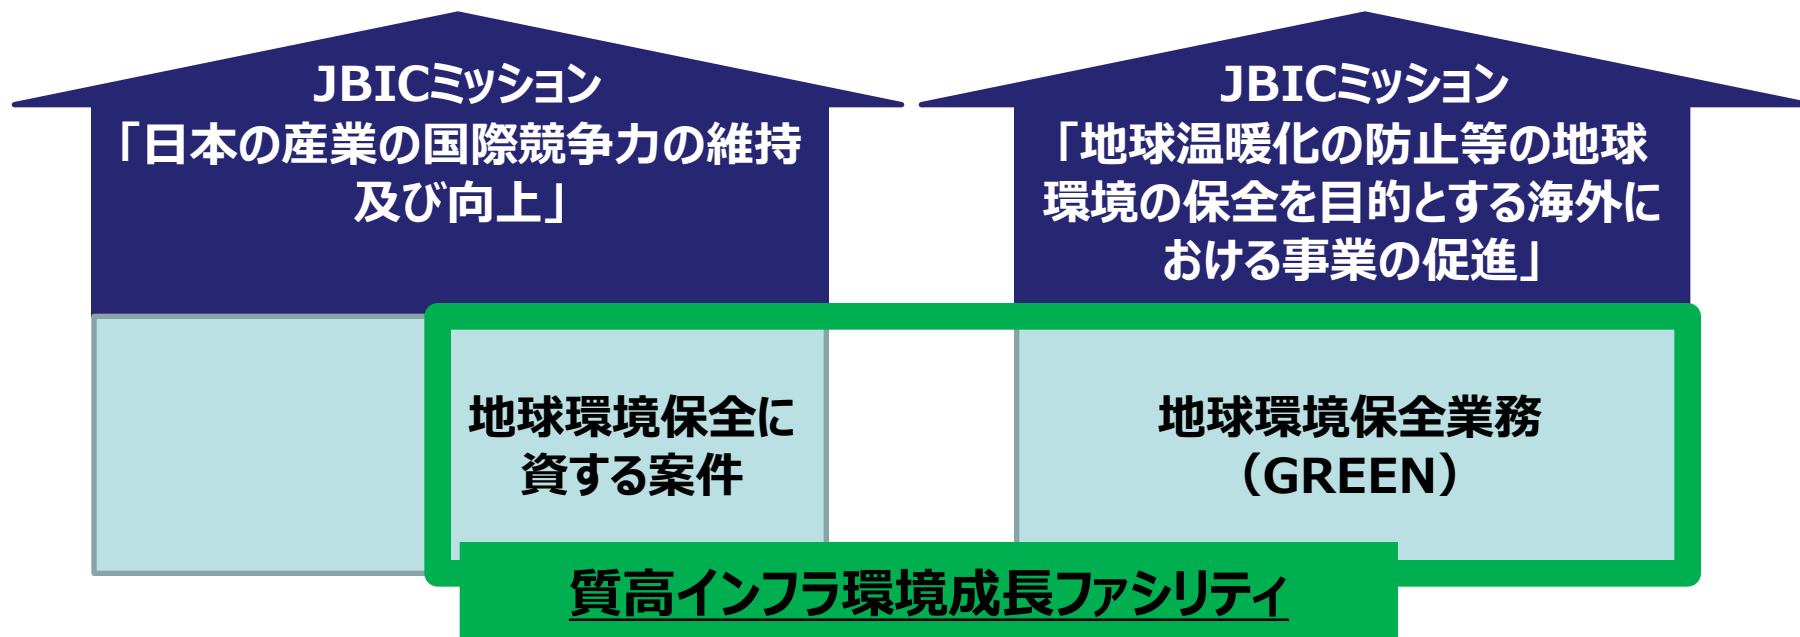 JBICミッション
「日本の産業の国際競争力の維持
及び向上」
JBICミッション
「地球温暖化の防止等の地球
環境の保全を目的とする海外に
おける事業の促進」
地球環境保全に
資する案件
地球環境保全業務
（GREEN）
質高インフラ環境成長ファシリティ